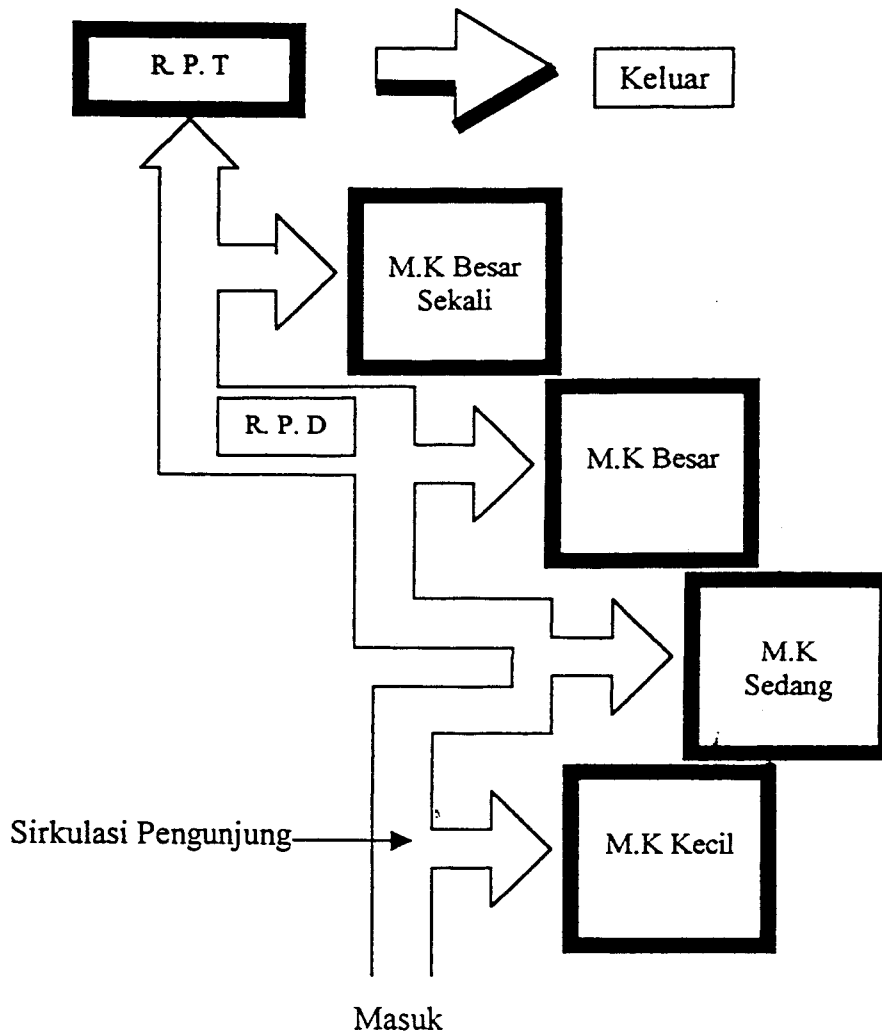 R. P. T
Keluar
M.K Besar
Sekali
R. P. D
M.K Besar
M.K
Sedang
Sirkulasi Pengunjung
M.K Kecil
Masuk